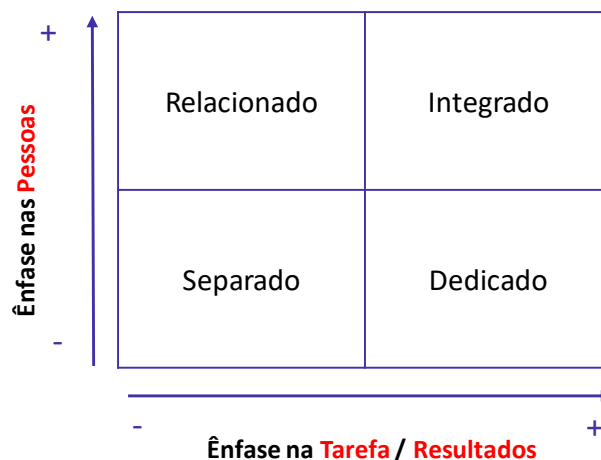 +
Relacionado
Integrado
Ênfase nas Pessoas
Separado
Dedicado
-
-
+
Ênfase na Tarefa / Resultados